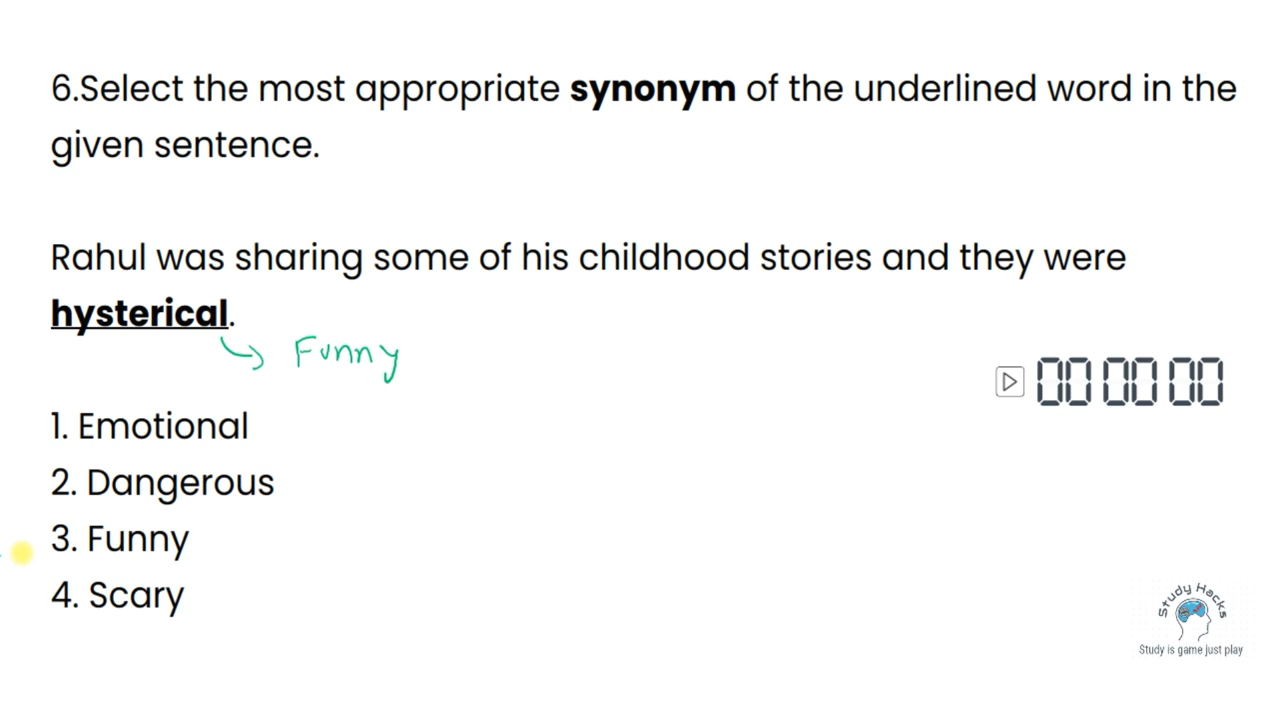 6.Select the most appropriate synonym of the underlined word in the
given sentence.
Rahul was sharing some of his childhood stories and they were
hysterical.
Funny
00 00 00
1. Emotional
2. Dangerous
3. Funny
4. Scary
Study Hacks
Study is game just play